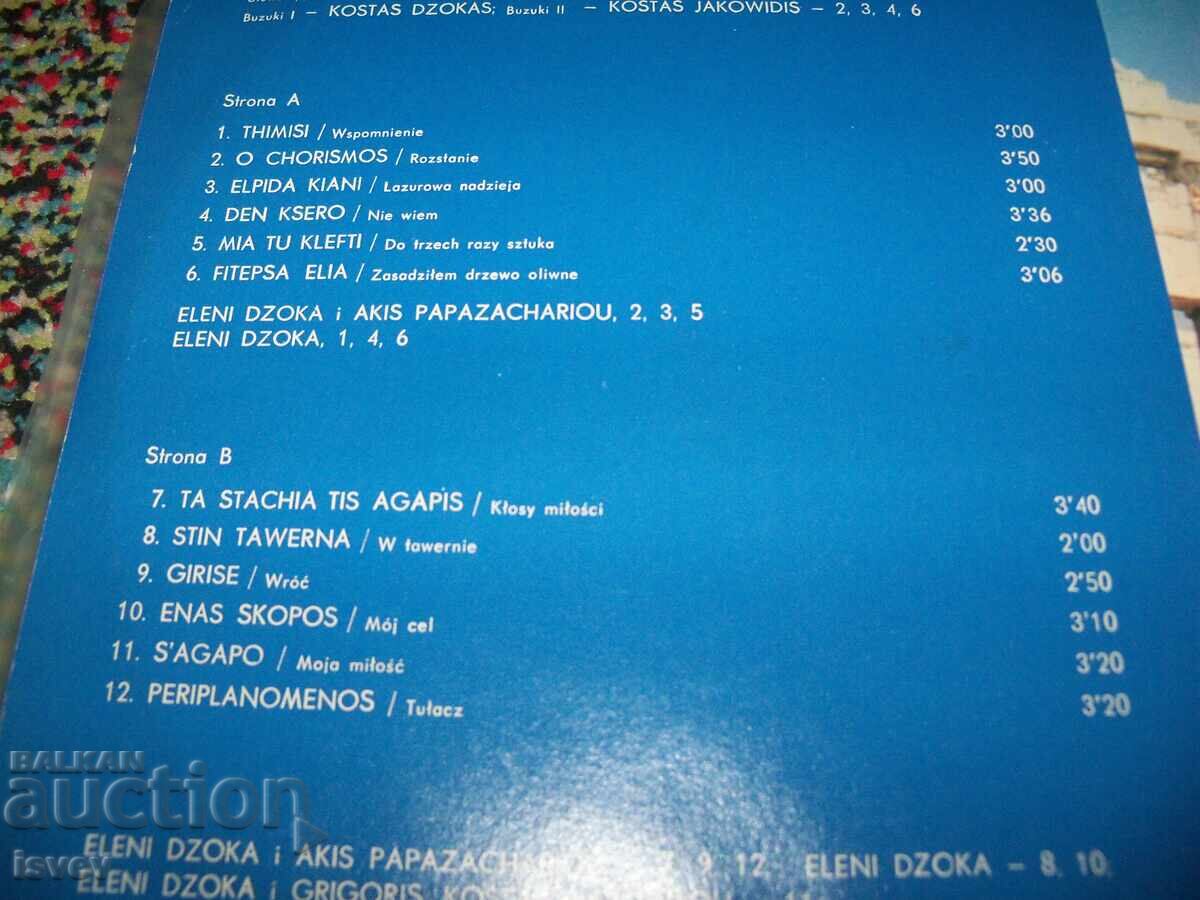 Buzuki I – KOSTAS DZOKAS; Buzuki II – KOSTAS JAKOWIDIS – 2, 3, 4, 6
Strona A
1. THIMISI / Wspomnienie 3'00
2. O CHORISMOS / Rozstanie 3'50
3. ELPIDA KIANI / Lazurowa nadzieja 3'00
4. DEN KSERO / Nie wiem 3'36
5. MIA TU KLEFTI / Do trzech razy sztuka 2'30
6. FITEPSA ELIA / Zasadziłem drzewo oliwne 3'06
ELENI DZOKA i AKIS PAPAZACHARIOU, 2, 3, 5
ELENI DZOKA, 1, 4, 6
Strona B
7. TA STACHIA TIS AGAPIS / Kłosy miłości 3'40
8. STIN TAWERNA / W tawernie 2'00
9. GIRISE / Wróć 2'50
10. ENAS SKOPOS / Mój cel 3'10
11. S'AGAPO / Moja miłość 3'20
12. PERIPLANOMENOS / Tułacz 3'20
BALKAN
auction
isvev
ELENI DZOKA i AKIS 9, 12, ELENI DZOKA – 8, 10,
ELENI DZOKA i GRIGORIS